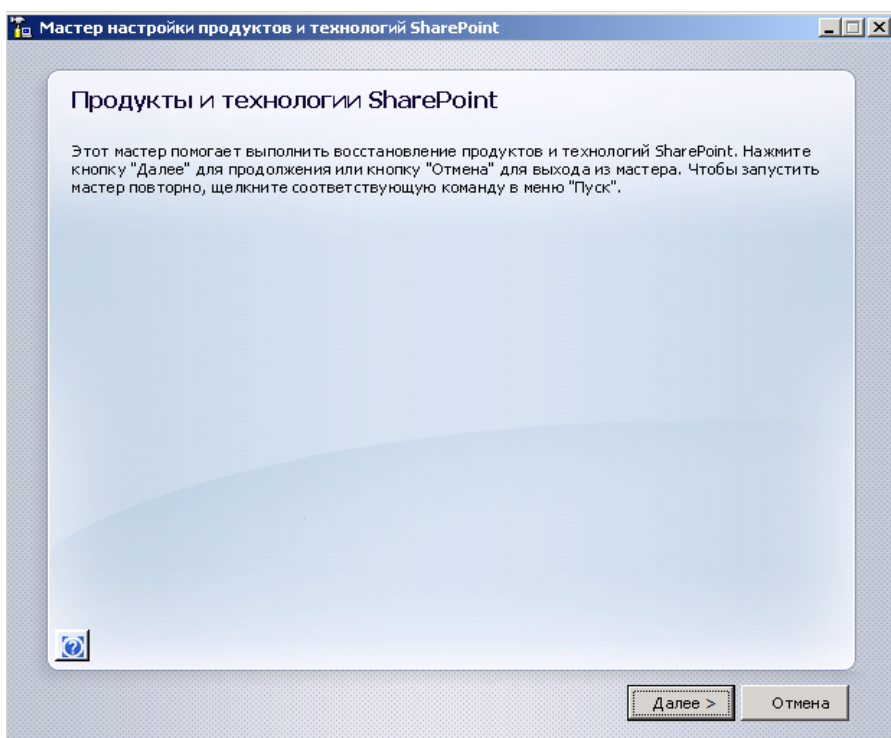 Мастер настройки продуктов и технологий SharePoint
Продукты и технологии SharePoint
Этот мастер помогает выполнить восстановление продуктов и технологий SharePoint. Нажмите
кнопку "Далее" для продолжения или кнопку "Отмена" для выхода из мастера. Чтобы запустить
мастер повторно, щелкните соответствующую команду в меню "Пуск".
Далее >
Отмена